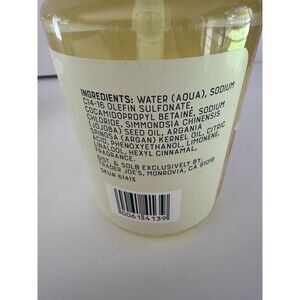 INGREDIENTS: WATER (AQUA), SODIUM
C14-16 OLEFIN SULFONATE,
COCAMIDOPROPYL BETAINE, SODIUM
CHLORIDE, SIMMONDSIA CHINENSIS
(JOJOBA) SEED OIL, ARGANIA
SPINOSA (ARGAN) KERNEL OIL, CITRIC
ACID, PHENOXYETHANOL, LIMONENE,
LINALOOL, HEXYL CINNAMAL,
FRAGRANCE.
DIST. & SOLD EXCLUSIVELY BY:
TRADER JOE'S, MONROVIA, CA 91016
SKU# 61413
00614139